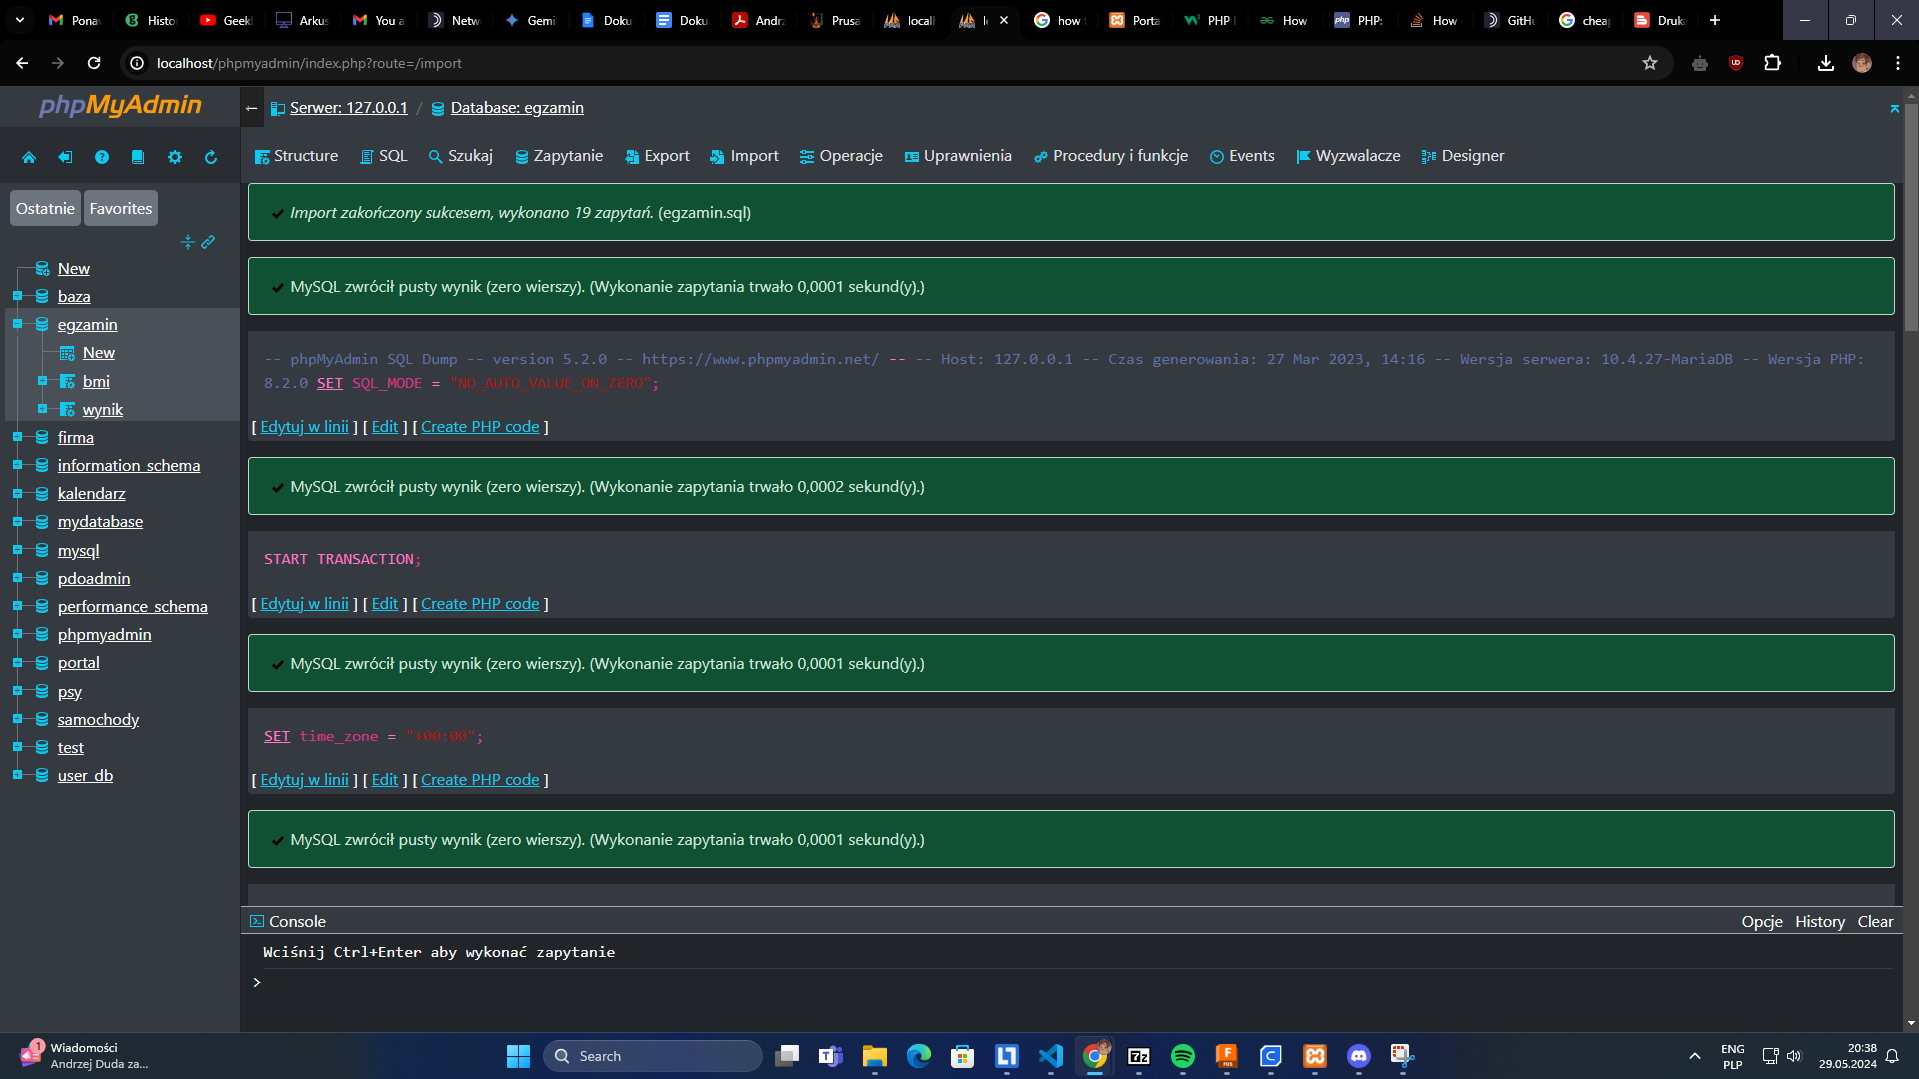 Pona
Histo
Geek
Arkus
You a
Netw
Gemi
Doku
Doku
Andrz
Prusa
locall
how
Porta
PHP
How
PHP:
How
GitHu
cheap
Druka
localhost/phpmyadmin/index.php?route=/import
phpMyAdmin
Serwer: 127.0.0.1 / Database: egzamin
Structure SQL Szukaj Zapytanie Export Import Operacje Uprawnienia Procedury i funkcje Events Wyzwalacze Designer
Ostatnie Favorites
New
baza
egzamin
New
bmi
wynik
firma
information_schema
kalendarz
mydatabase
mysql
pdoadmin
performance_schema
phpmyadmin
portal
psy
samochody
test
user_db
Import zakończony sukcesem, wykonano 19 zapytań. (egzamin.sql)
MySQL zwrócił pusty wynik (zero wierszy). (Wykonanie zapytania trwało 0,0001 sekund(y).)
-- phpMyAdmin SQL Dump -- version 5.2.0 -- https://www.phpmyadmin.net/ -- -- Host: 127.0.0.1 -- Czas generowania: 27 Mar 2023, 14:16 -- Wersja serwera: 10.4.27-MariaDB -- Wersja PHP:
8.2.0 SET SQL_MODE = "NO_AUTO_VALUE_ON_ZERO";
[ Edytuj w linii ] [ Edit ] [ Create PHP code ]
MySQL zwrócił pusty wynik (zero wierszy). (Wykonanie zapytania trwało 0,0002 sekund(y).)
START TRANSACTION;
[ Edytuj w linii ] [ Edit ] [ Create PHP code ]
MySQL zwrócił pusty wynik (zero wierszy). (Wykonanie zapytania trwało 0,0001 sekund(y).)
SET time_zone = "+00:00";
[ Edytuj w linii ] [ Edit ] [ Create PHP code ]
MySQL zwrócił pusty wynik (zero wierszy). (Wykonanie zapytania trwało 0,0001 sekund(y).)
Console Opcje History Clear
Wciśnij Ctrl+Enter aby wykonać zapytanie
>
1
Wiadomości
Andrzej Duda za...
Search
ENG
PLP
20:38
29.05.2024